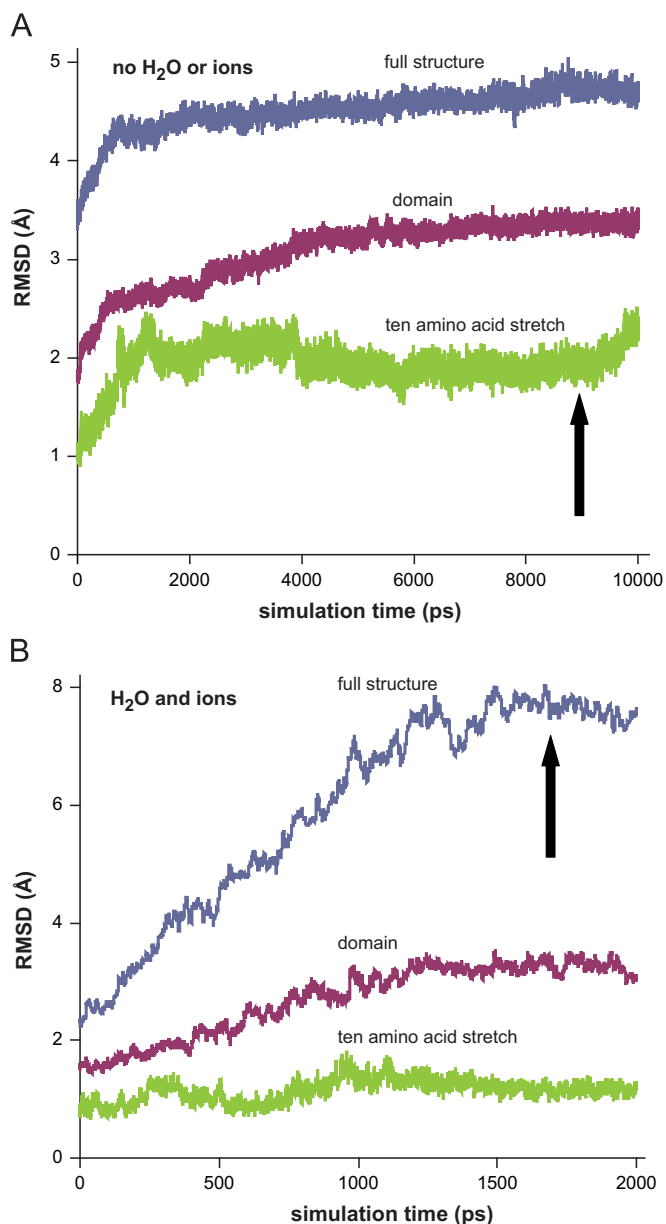 A
no H₂O or ions
full structure
domain
ten amino acid stretch
RMSD (Å)
5
4
3
2
1
0
0 2000 4000 6000 8000 10000
simulation time (ps)
B
H₂O and ions
full structure
domain
ten amino acid stretch
RMSD (Å)
8
6
4
2
0
0 500 1000 1500 2000
simulation time (ps)